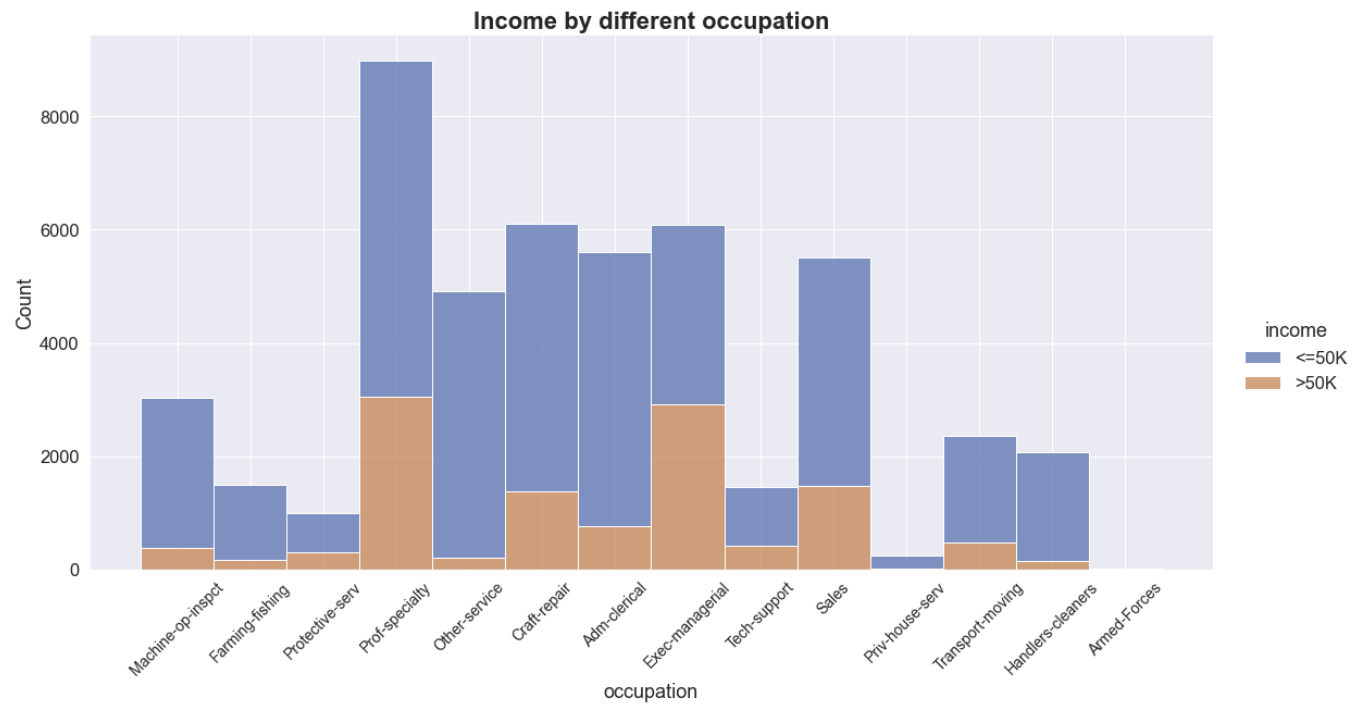 Income by different occupation
8000
6000
4000
2000
0
Count
Machine-op-inspct
Farming-fishing
Protective-serv
Prof-specialty
Other-service
Craft-repair
Adm-clerical
Exec-managerial
Tech-support
Sales
Priv-house-serv
Transport-moving
Handlers-cleaners
Armed-Forces
occupation
income
<=50K
>50K